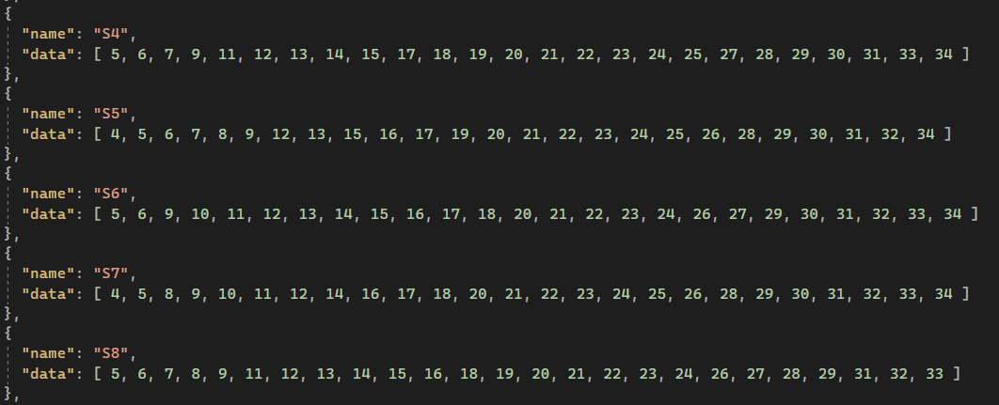 },
{
"name": "S4",
"data": [ 5, 6, 7, 9, 11, 12, 13, 14, 15, 17, 18, 19, 20, 21, 22, 23, 24, 25, 27, 28, 29, 30, 31, 33, 34 ]
},
{
"name": "S5",
"data": [ 4, 5, 6, 7, 8, 9, 12, 13, 15, 16, 17, 19, 20, 21, 22, 23, 24, 25, 26, 28, 29, 30, 31, 32, 34 ]
},
{
"name": "S6",
"data": [ 5, 6, 9, 10, 11, 12, 13, 14, 15, 16, 17, 18, 20, 21, 22, 23, 24, 26, 27, 29, 30, 31, 32, 33, 34 ]
},
{
"name": "S7",
"data": [ 4, 5, 8, 9, 10, 11, 12, 14, 16, 17, 18, 20, 21, 22, 23, 24, 25, 26, 28, 29, 30, 31, 32, 33, 34 ]
},
{
"name": "S8",
"data": [ 5, 6, 7, 8, 9, 11, 12, 13, 14, 15, 16, 18, 19, 20, 21, 22, 23, 24, 26, 27, 28, 29, 31, 32, 33 ]
},